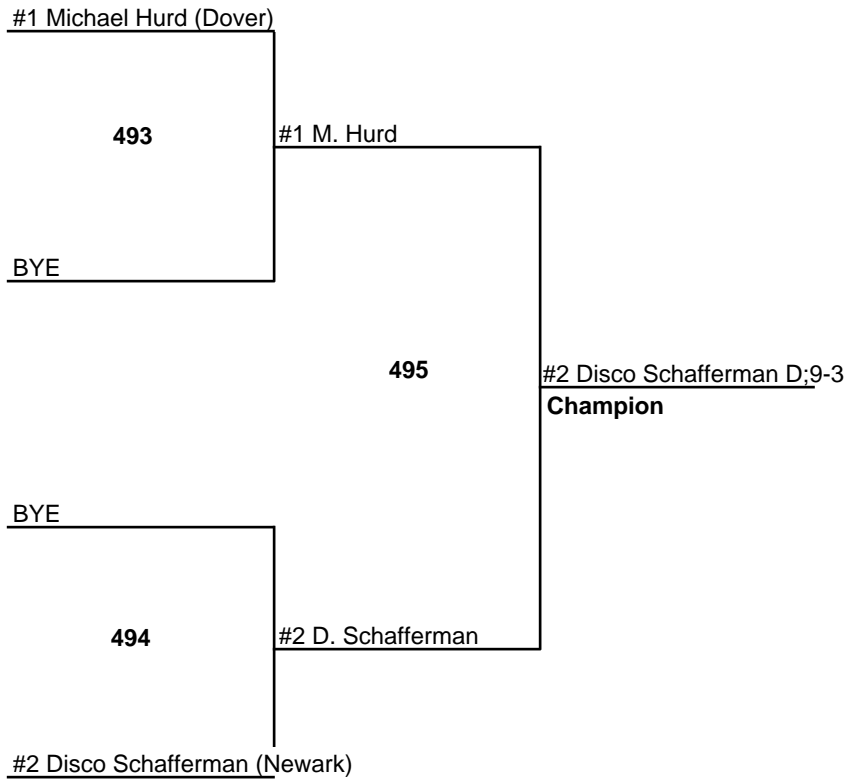 #1 Michael Hurd (Dover)
493
#1 M. Hurd
BYE
495
#2 Disco Schafferman D;9-3
Champion
BYE
494
#2 D. Schafferman
#2 Disco Schafferman (Newark)